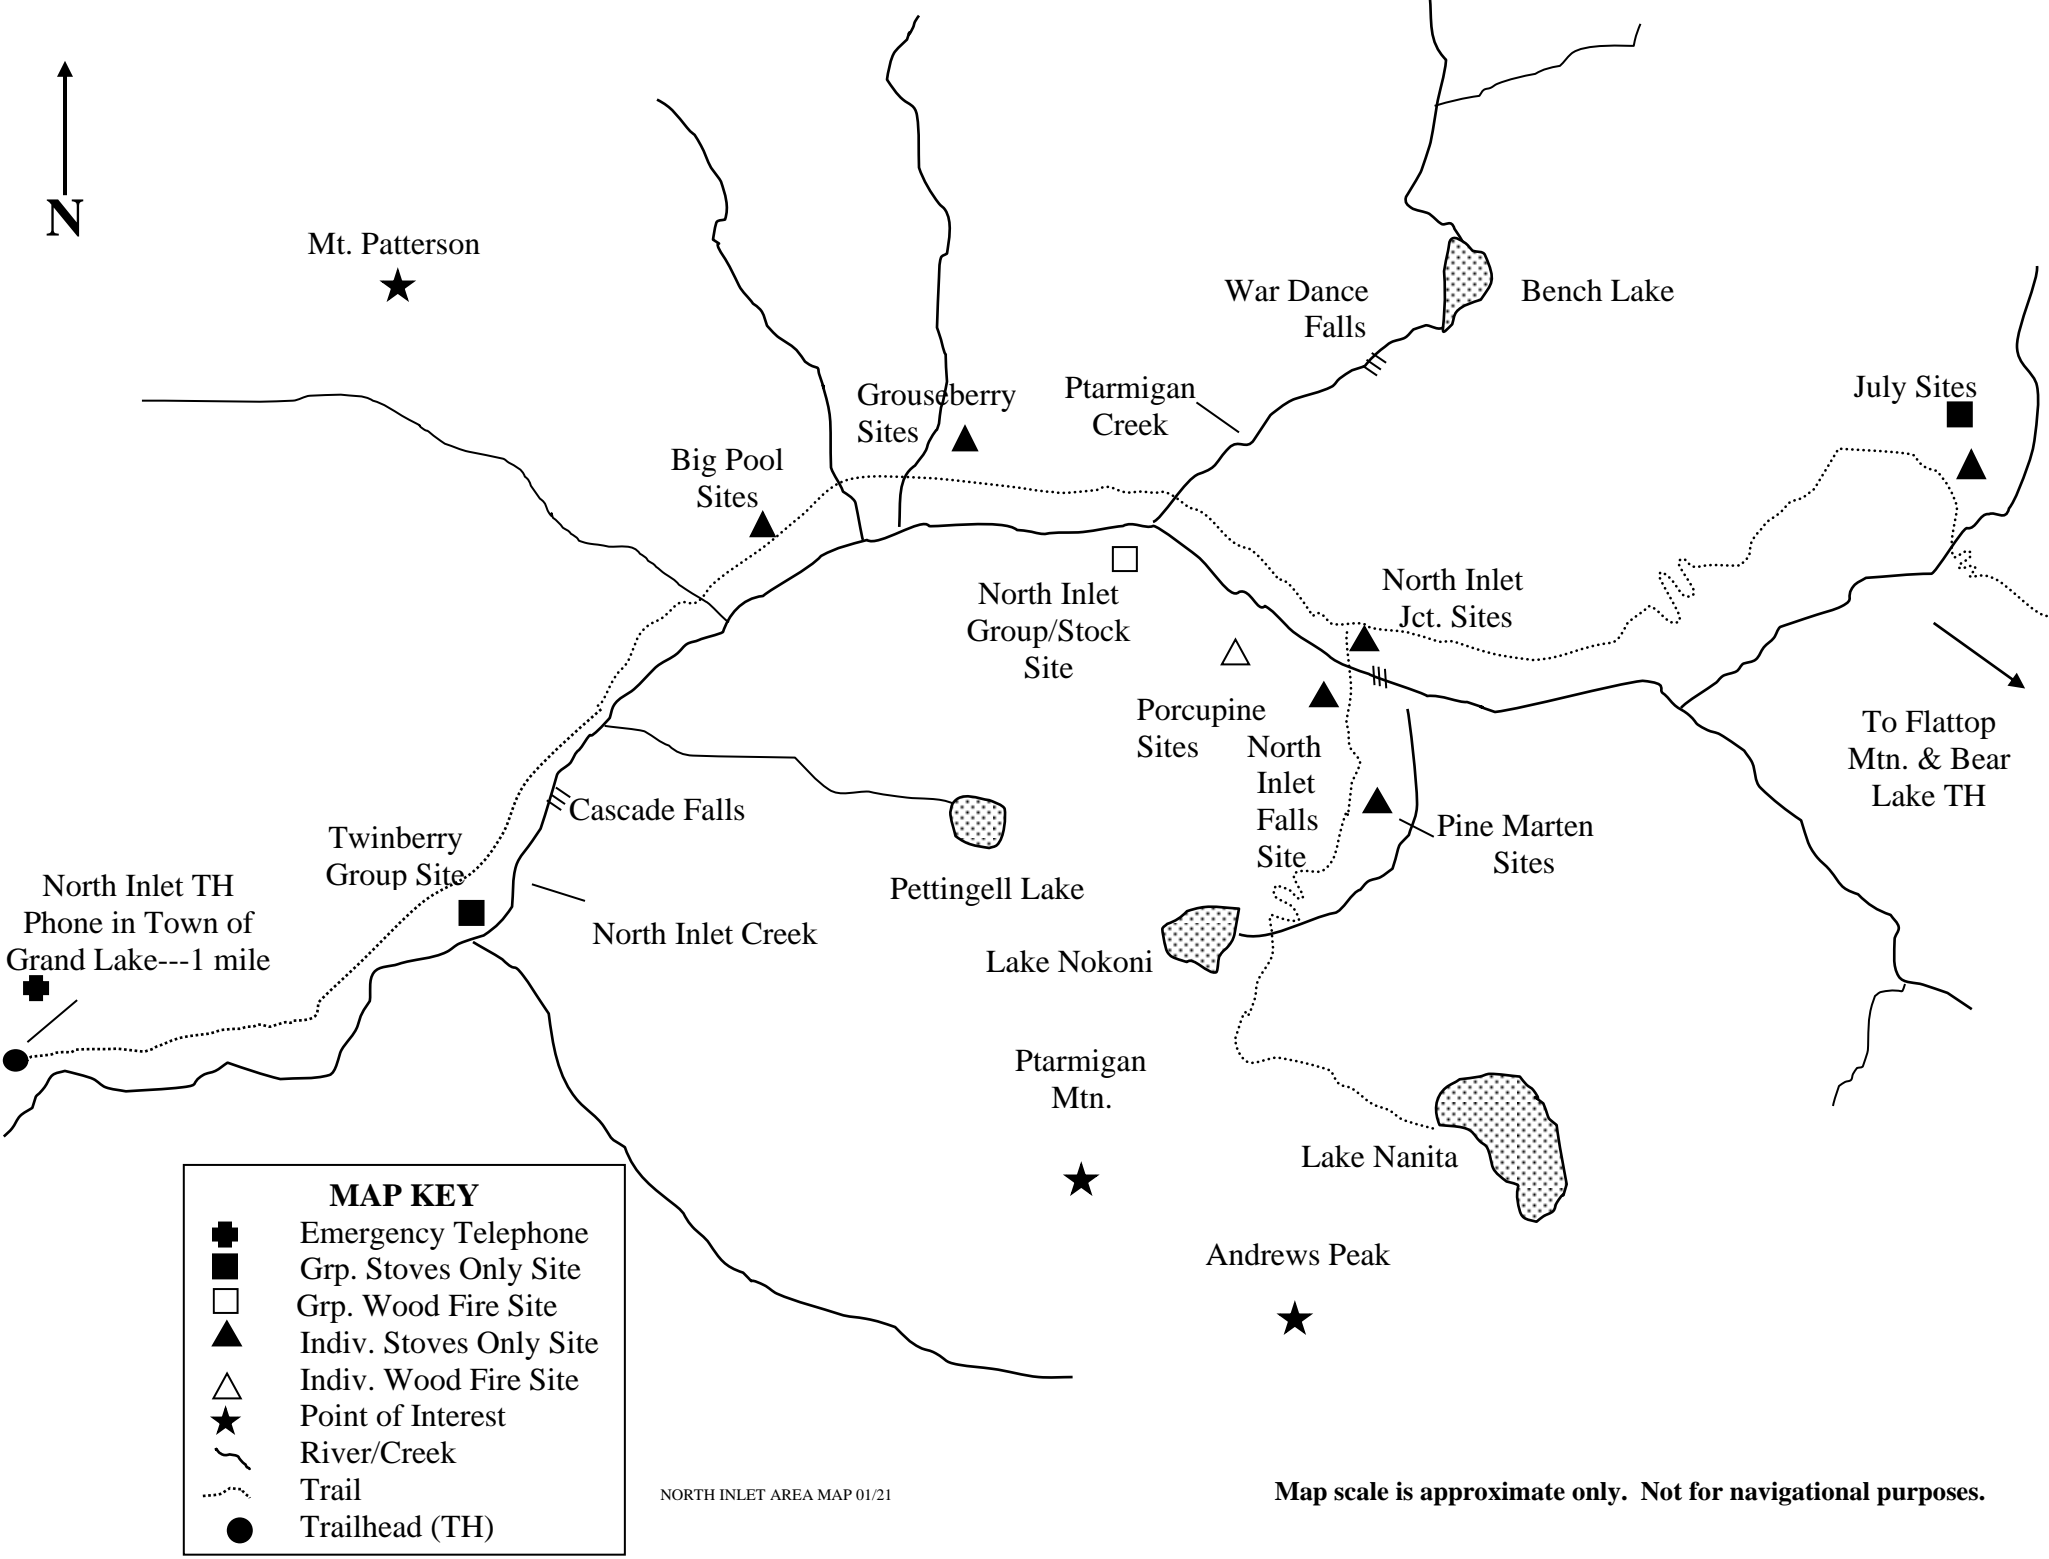 N
Mt. Patterson
War Dance
Falls
Bench Lake
Grouseberry
Sites
Ptarmigan
Creek
July Sites
Big Pool
Sites
North Inlet
Group/Stock
Site
North Inlet
Jct. Sites
Porcupine
Sites
North
Inlet
Falls
Site
To Flattop
Mtn. & Bear
Lake TH
Cascade Falls
Twinberry
Group Site
Pine Marten
Sites
North Inlet TH
Phone in Town of
Grand Lake---1 mile
Pettingell Lake
North Inlet Creek
Lake Nokoni
Ptarmigan
Mtn.
Lake Nanita
Andrews Peak
MAP KEY
Emergency Telephone
Grp. Stoves Only Site
Grp. Wood Fire Site
Indiv. Stoves Only Site
Indiv. Wood Fire Site
Point of Interest
River/Creek
Trail
Trailhead (TH)
NORTH INLET AREA MAP 01/21
Map scale is approximate only.  Not for navigational purposes.